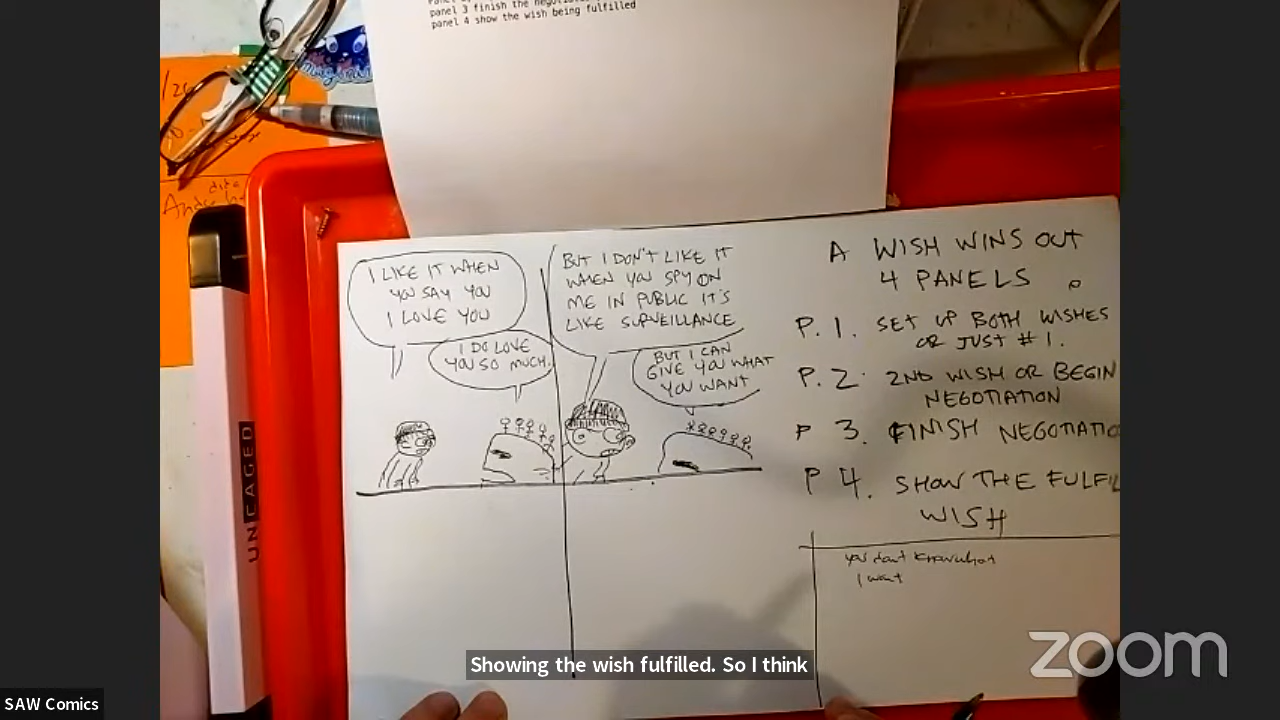 panel 3 finish the
panel 4 show the wish being fulfilled
UNCAGED
I LIKE IT WHEN
YOU SAY YOU
I LOVE YOU
I DO LOVE
YOU SO MUCH.
BUT I DON'T LIKE IT
WHEN YOU SPY ON
ME IN PUBLIC IT'S
LIKE SURVEILLANCE
BUT I CAN
GIVE YOU WHAT
YOU WANT
A WISH WINS OUT
4 PANELS
P. 1. SET UP BOTH WISHES
OR JUST #1.
P. 2. 2ND WISH OR BEGIN
NEGOTIATION
P 3. FINISH NEGOTIATIO
P 4. SHOW THE FULFIL
WISH
you don't know what
I want
Showing the wish fulfilled. So I think
zoom
SAW Comics